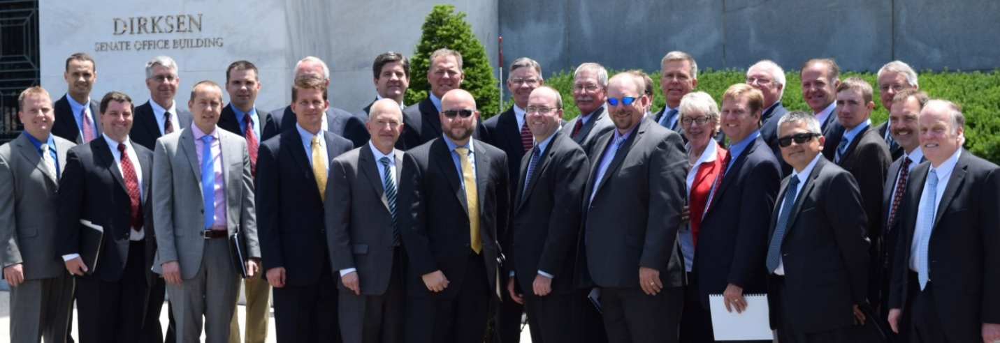 DIRKSEN
SENATE OFFICE BUILDING